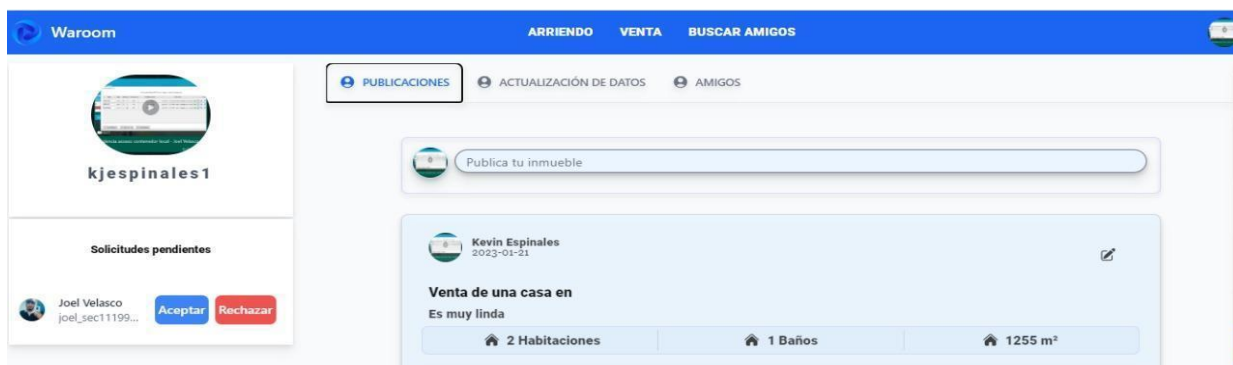 Waroom
ARRIENDO VENTA BUSCAR AMIGOS
kjespinales1
Solicitudes pendientes
Joel Velasco
joel_sec11199...
Aceptar Rechazar
PUBLICACIONES ACTUALIZACIÓN DE DATOS AMIGOS
Publica tu inmueble
Kevin Espinales
2023-01-21
Venta de una casa en
Es muy linda
2 Habitaciones 1 Baños 1255 m²